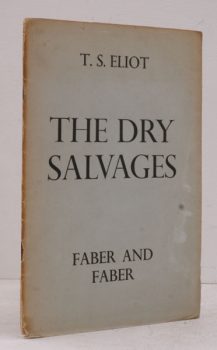 T. S. ELIOT
THE DRY
SALVAGES
FABER AND
FABER